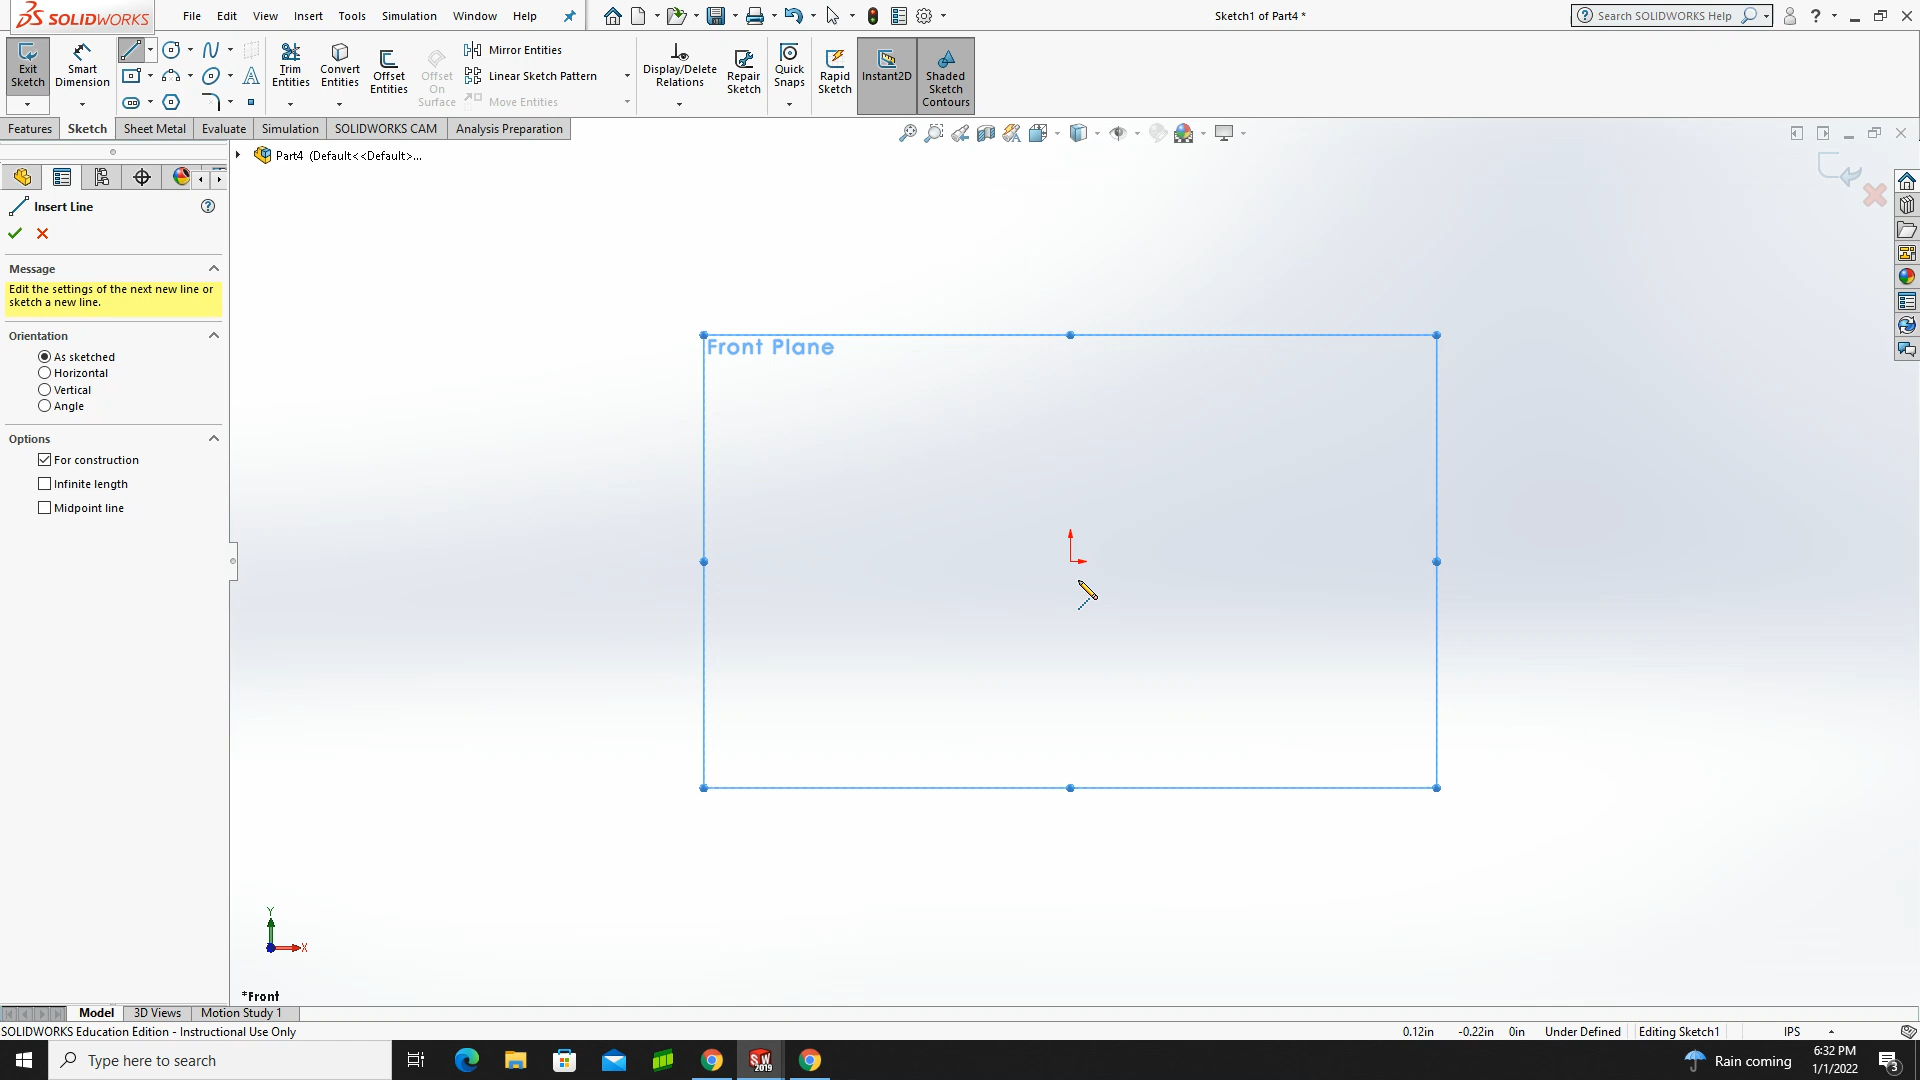 SOLIDWORKS
File Edit View Insert Tools Simulation Window Help
Sketch1 of Part4 *
Search SOLIDWORKS Help
Exit Sketch
Smart Dimension
Trim Entities
Convert Entities
Offset Entities
Offset On Surface
Mirror Entities
Linear Sketch Pattern
Move Entities
Display/Delete Relations
Repair Sketch
Quick Snaps
Rapid Sketch
Instant2D
Shaded Sketch Contours
Features Sketch Sheet Metal Evaluate Simulation SOLIDWORKS CAM Analysis Preparation
Part4 (Default<<Default>...
Insert Line
Message
Edit the settings of the next new line or
sketch a new line.
Orientation
As sketched
Horizontal
Vertical
Angle
Options
For construction
Infinite length
Midpoint line
Front Plane
Y
X
*Front
Model 3D Views Motion Study 1
SOLIDWORKS Education Edition - Instructional Use Only
0.12in -0.22in 0in Under Defined Editing Sketch1 IPS
Type here to search
SW
2019
Rain coming
6:32 PM
1/1/2022
3